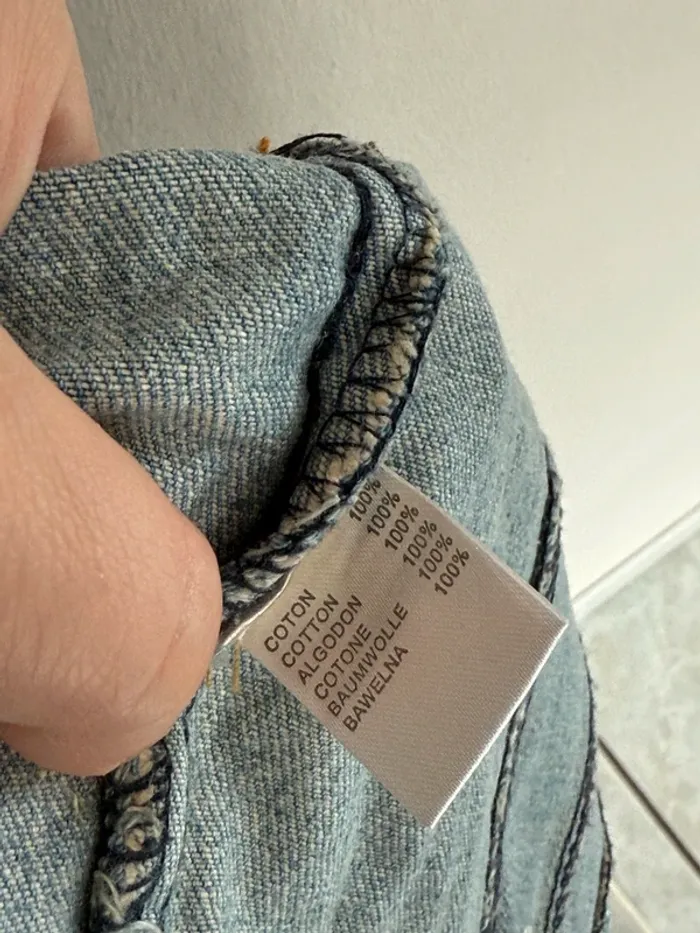 COTON 100%
COTTON 100%
ALGODON 100%
COTONE 100%
BAUMWOLLE 100%
BAWELNA 100%